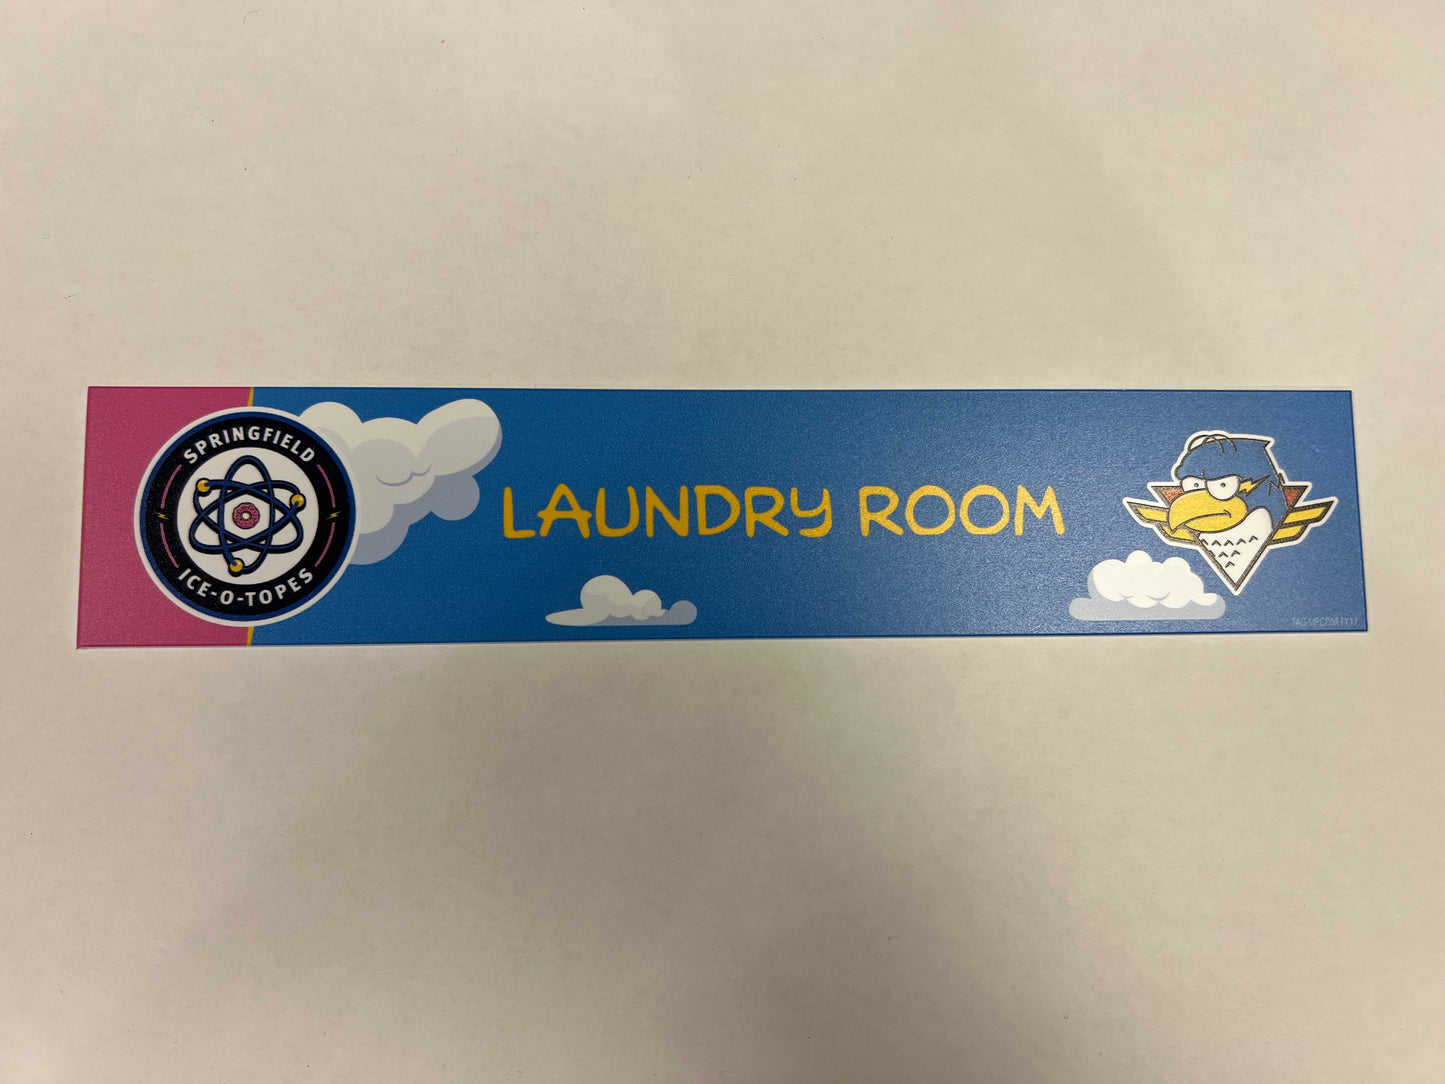 SPRINGFIELD
ICE-O-TOPES
LAUNDRY ROOM